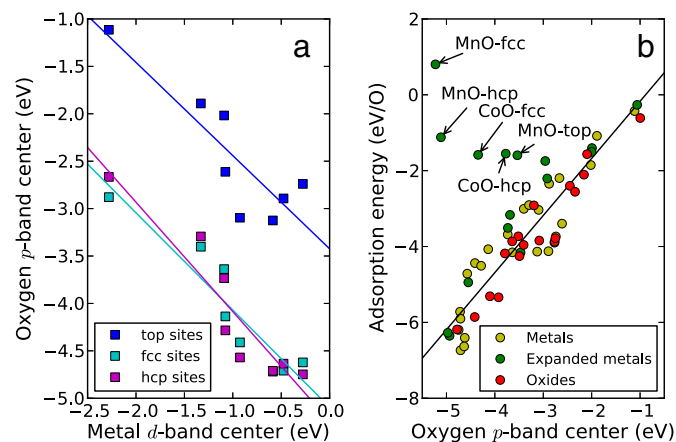 a
Oxygen p-band center (eV)
−1.0
−1.5
−2.0
−2.5
−3.0
−3.5
−4.0
−4.5
−5.0
top sites
fcc sites
hcp sites
−2.5 −2.0 −1.5 −1.0 −0.5 0.0
Metal d-band center (eV)
b
Adsorption energy (eV/O)
2
0
−2
−4
−6
−8
MnO-fcc
MnO-hcp
CoO-fcc
MnO-top
CoO-hcp
Metals
Expanded metals
Oxides
−5 −4 −3 −2 −1 0
Oxygen p-band center (eV)